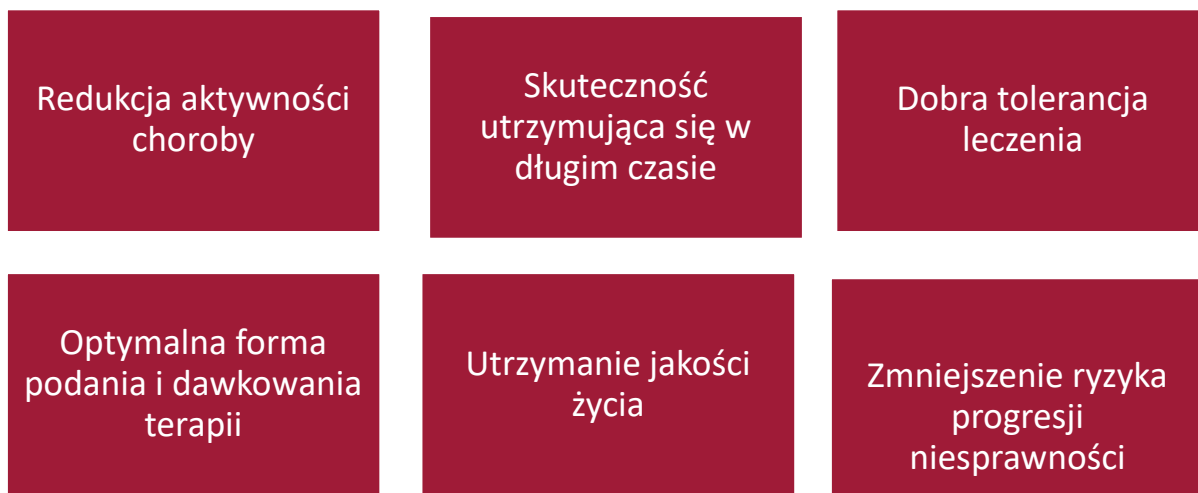 Redukcja aktywności
choroby
Skuteczność
utrzymująca się w
długim czasie
Dobra tolerancja
leczenia
Optymalna forma
podania i dawkowania
terapii
Utrzymanie jakości
życia
Zmniejszenie ryzyka
progresji
niesprawności